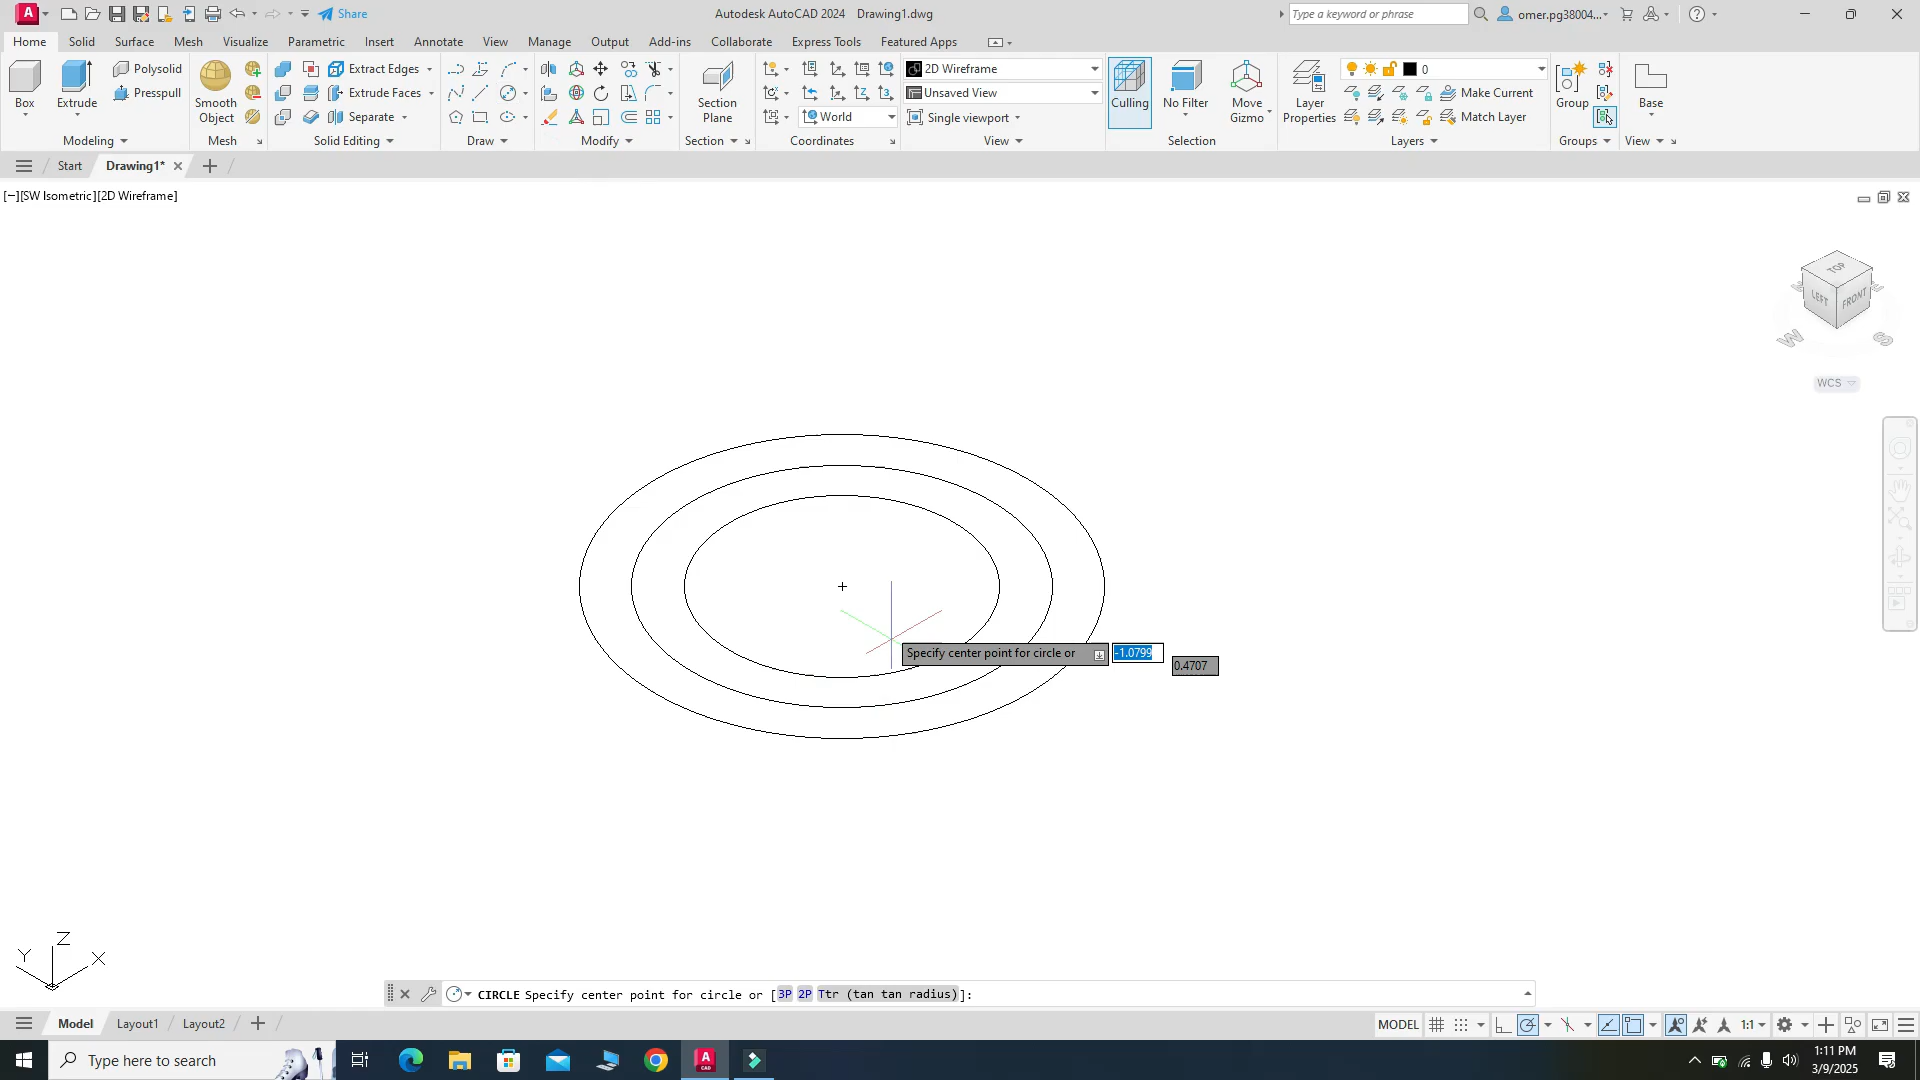 Share
Autodesk AutoCAD 2024 Drawing1.dwg
Type a keyword or phrase
omer.pg38004...
Home Solid Surface Mesh Visualize Parametric Insert Annotate View Manage Output Add-ins Collaborate Express Tools Featured Apps
Box
Extrude
Polysolid
Presspull
Modeling
Smooth
Object
Mesh
Extract Edges
Extrude Faces
Separate
Solid Editing
Draw
Modify
Section
Plane
Section
World
Coordinates
2D Wireframe
Unsaved View
Single viewport
View
Culling
No Filter
Move
Gizmo
Selection
Layer
Properties
0
Make Current
Match Layer
Layers
Group
Groups
Base
View
Start Drawing1*
[−][SW Isometric][2D Wireframe]
TOP
LEFT FRONT
W S
WCS
Specify center point for circle or -1.0799 0.4707
Z
Y X
CIRCLE Specify center point for circle or [3P 2P Ttr (tan tan radius)]:
Model Layout1 Layout2
MODEL
1:1
Type here to search
1:11 PM
3/9/2025